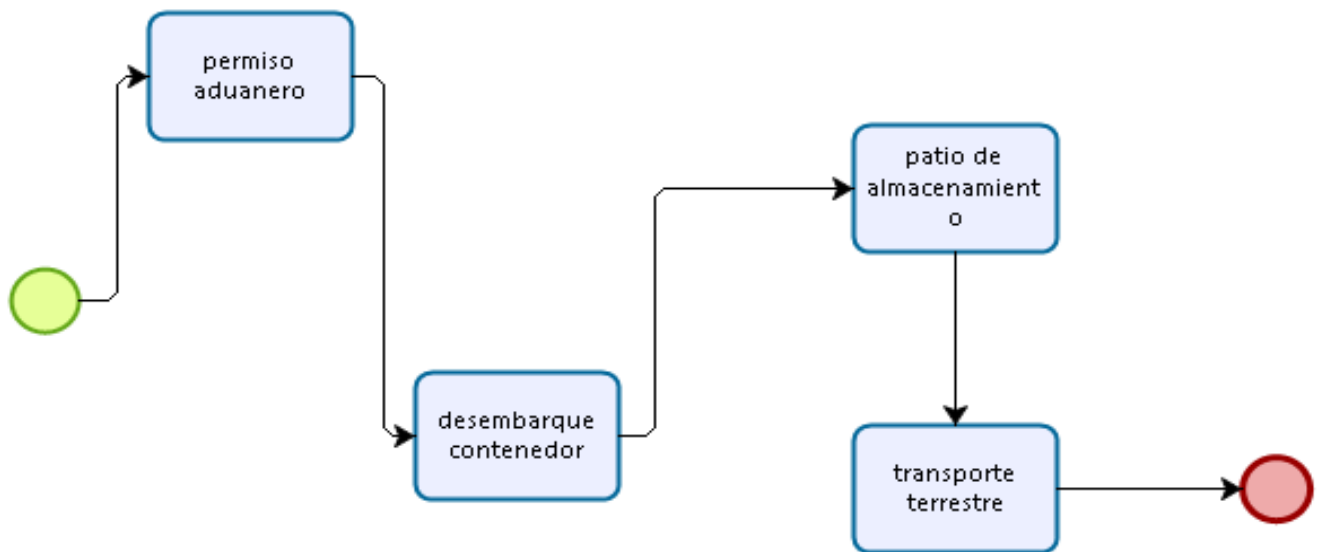 permiso
aduanero
desembarque
contenedor
patio de
almacenamient
o
transporte
terrestre